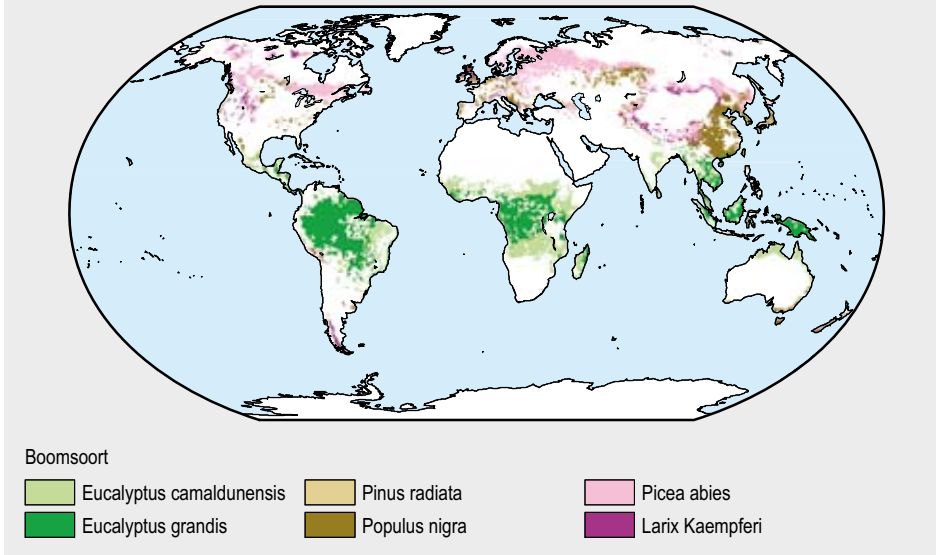 Boomsoort
Eucalyptus camaldunensis
Pinus radiata
Picea abies
Eucalyptus grandis
Populus nigra
Larix Kaempferi